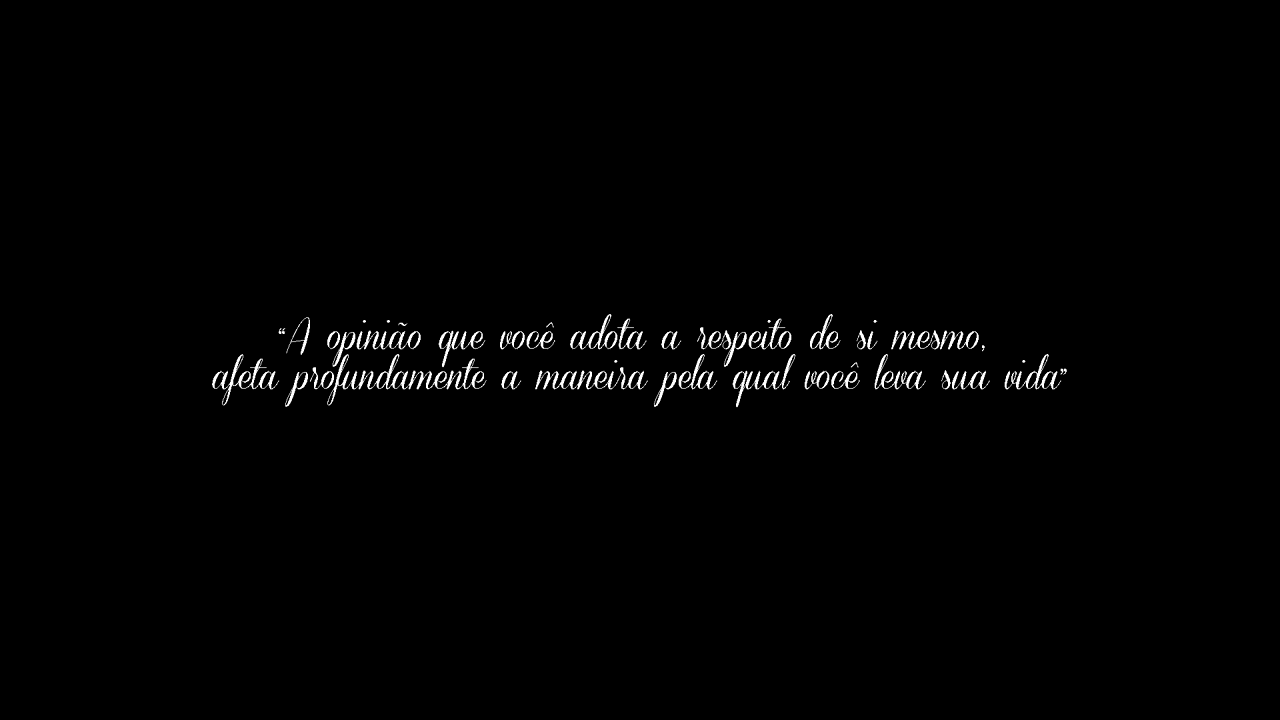 “A opinião que você adota a respeito de si mesmo,
afeta profundamente a maneira pela qual você leva sua vida”